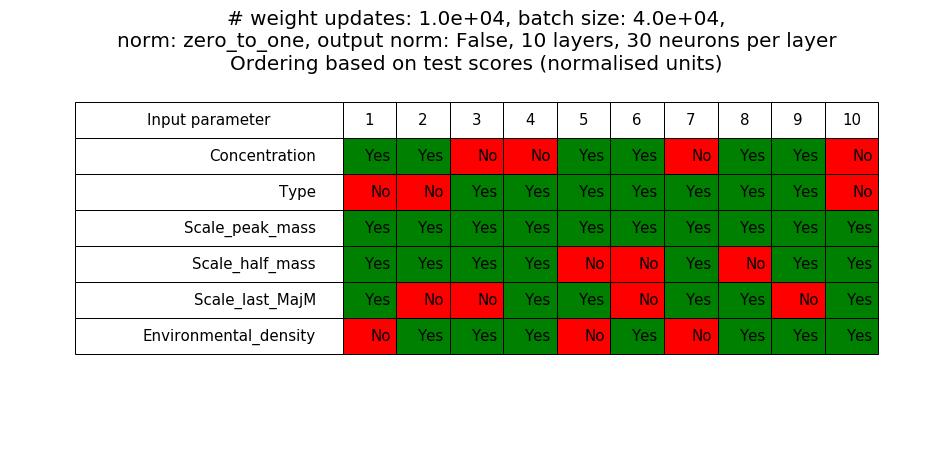 # weight updates: 1.0e+04, batch size: 4.0e+04,
norm: zero_to_one, output norm: False, 10 layers, 30 neurons per layer
Ordering based on test scores (normalised units)
Input parameter 1 2 3 4 5 6 7 8 9 10
Concentration Yes Yes No No Yes Yes No Yes Yes No
Type No No Yes Yes Yes Yes Yes Yes Yes No
Scale_peak_mass Yes Yes Yes Yes Yes Yes Yes Yes Yes Yes
Scale_half_mass Yes Yes Yes Yes No No Yes No Yes Yes
Scale_last_MajM Yes No No Yes Yes No Yes Yes No Yes
Environmental_density No Yes Yes Yes No Yes No Yes Yes Yes